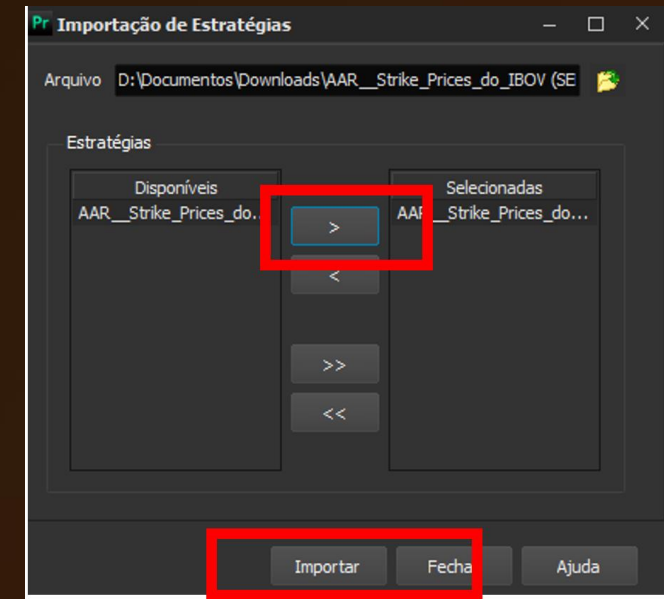 Pr Importação de Estratégias
Arquivo D:\Documentos\Downloads\AAR__Strike_Prices_do_IBOV (SE
Estratégias
Disponíveis
Selecionadas
AAR__Strike_Prices_do...
AAR__Strike_Prices_do...
>
<
>>
<<
Importar
Fecha
Ajuda